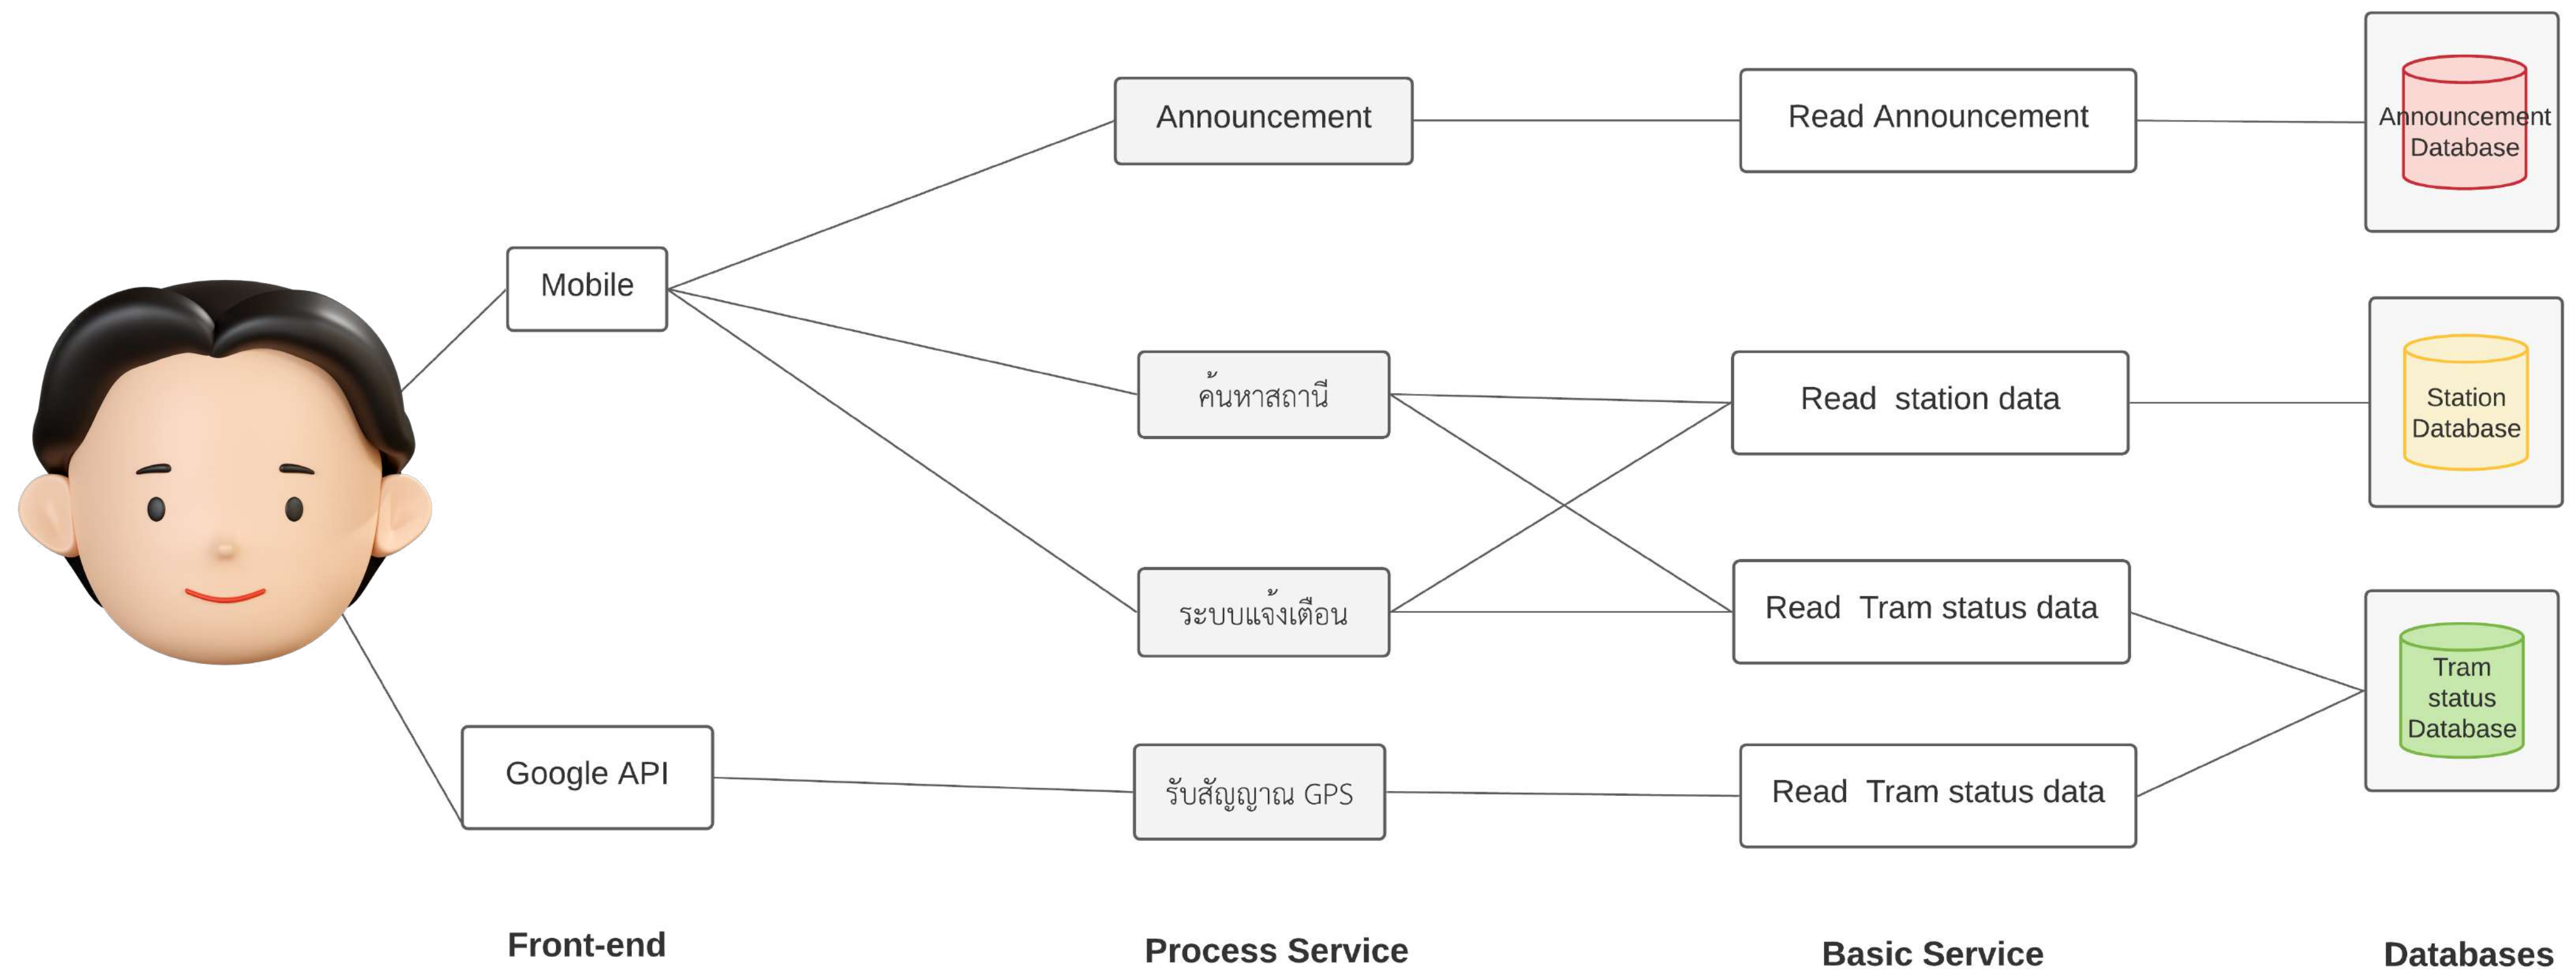 Announcement
Read Announcement
Announcement
Database
Mobile
ค้นหาสถานี
Read station data
Station
Database
ระบบแจ้งเตือน
Read Tram status data
Tram
status
Database
Google API
รับสัญญาณ GPS
Read Tram status data
Front-end
Process Service
Basic Service
Databases